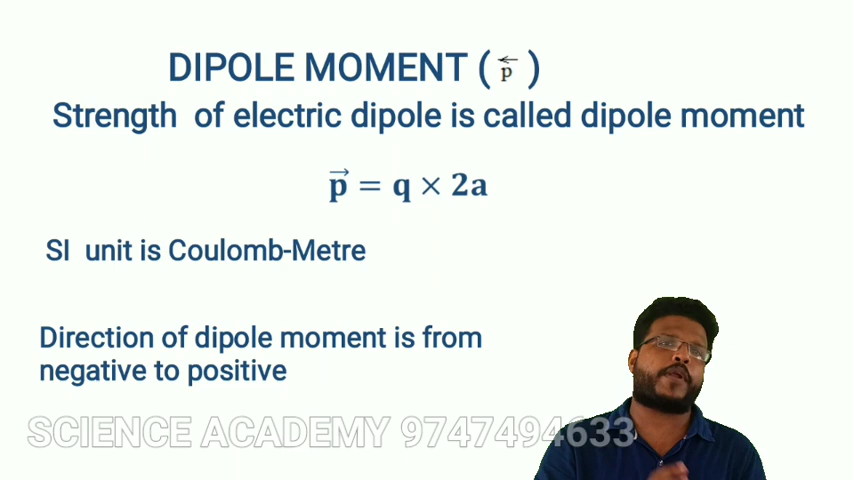 DIPOLE MOMENT ( p⃖ )
Strength of electric dipole is called dipole moment
p⃗ = q × 2a
SI unit is Coulomb-Metre
Direction of dipole moment is from
negative to positive
SCIENCE ACADEMY 9747494633